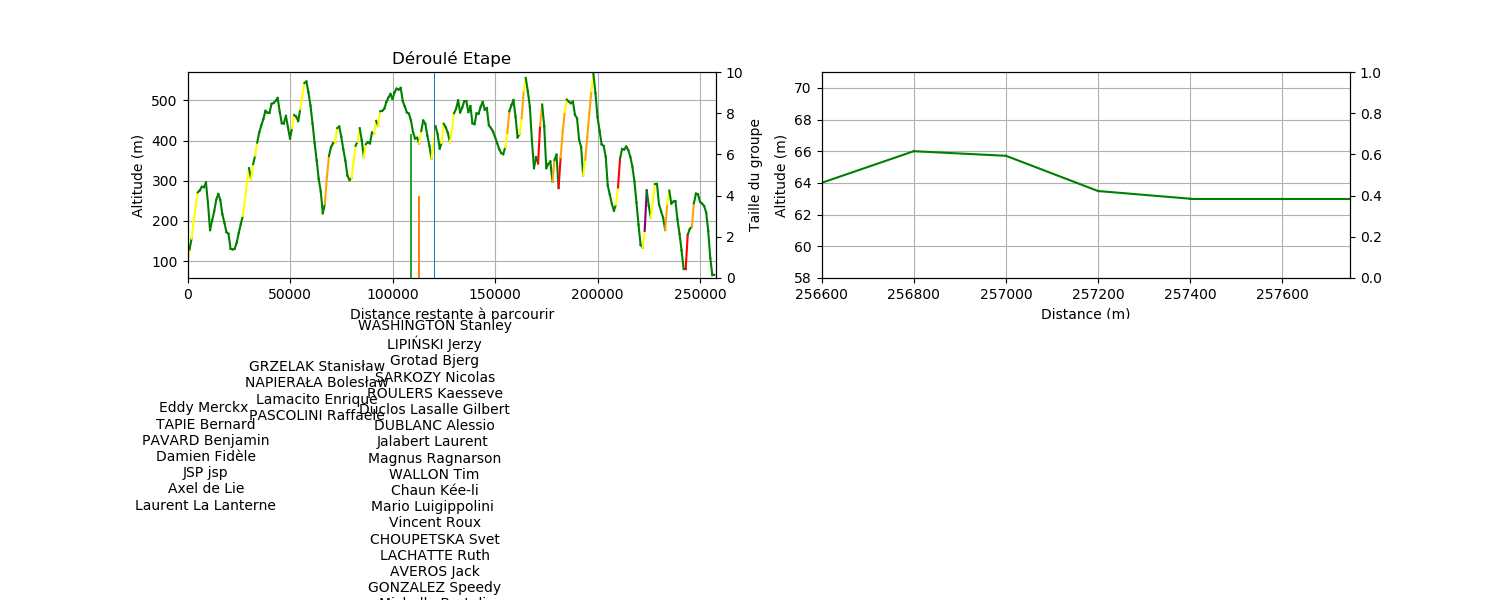 Déroulé Etape
Altitude (m)
500
400
300
200
100
10
8
6
4
2
0
Taille du groupe
0
50000
100000
150000
200000
250000
Distance restante à parcourir
Altitude (m)
70
68
66
64
62
60
58
1.0
0.8
0.6
0.4
0.2
0.0
256600
256800
257000
257200
257400
257600
Distance (m)
Eddy Merckx
TAPIE Bernard
PAVARD Benjamin
Damien Fidèle
JSP jsp
Axel de Lie
Laurent La Lanterne
GRZELAK Stanisław
NAPIERAŁA Bolesław
Lamacito Enrique
PASCOLINI Raffaele
WASHINGTON Stanley
LIPIŃSKI Jerzy
Grotad Bjerg
SARKOZY Nicolas
ROULERS Kaesseve
Duclos Lasalle Gilbert
DUBLANC Alessio
Jalabert Laurent
Magnus Ragnarson
WALLON Tim
Chaun Kée-li
Mario Luigippolini
Vincent Roux
CHOUPETSKA Svet
LACHATTE Ruth
AVEROS Jack
GONZALEZ Speedy